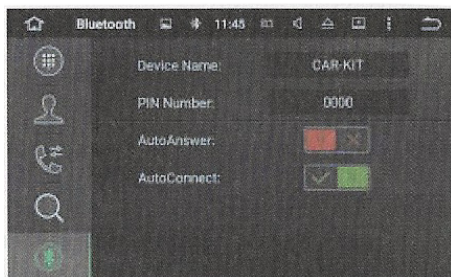 Bluetooth 11:45
Device Name: CAR-KIT
PIN Number: 0000
AutoAnswer:
AutoConnect: